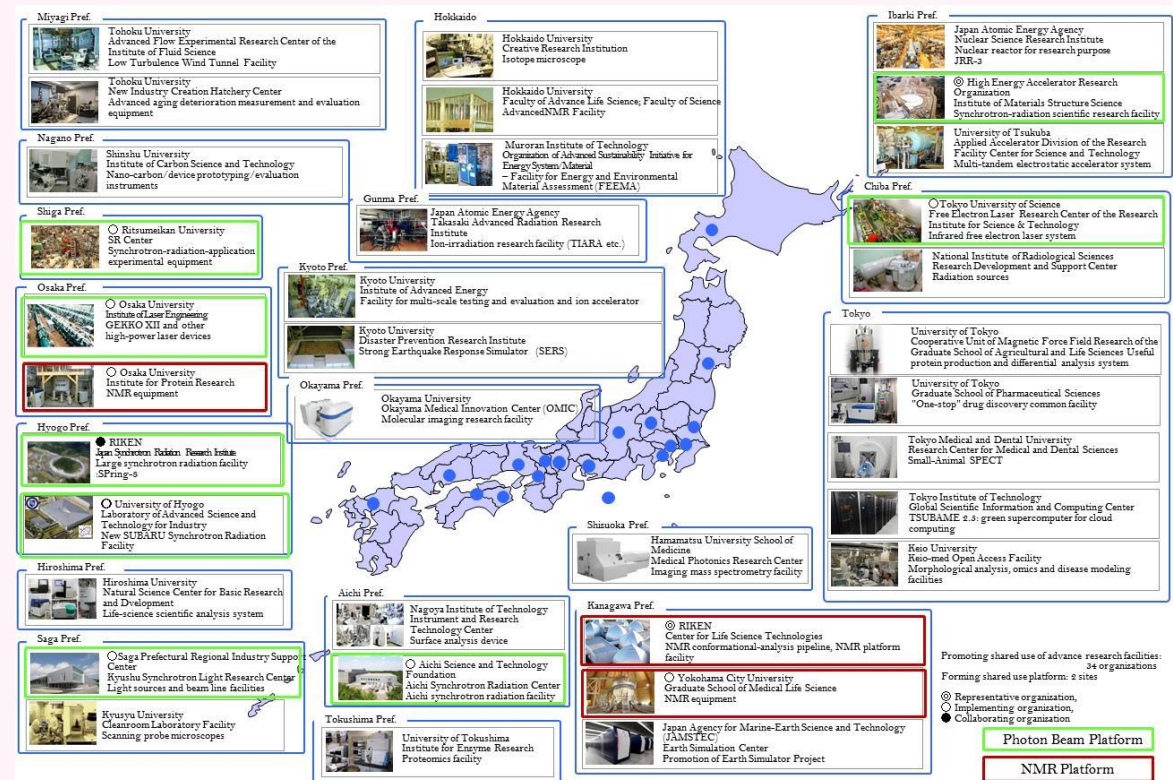 Miyagi Pref.
Tohoku University
Advanced Flow Experimental Research Center of the
Institute of Fluid Science
Low Turbulence Wind Tunnel Facility
Tohoku University
New Industry Creation Hatchery Center
Advanced aging deterioration measurement and evaluation
equipment
Nagano Pref.
Shinshu University
Institute of Carbon Science and Technology
Nano-carbon/device prototyping/evaluation
instruments
Shiga Pref.
○ Ritsumeikan University
SR Center
Synchrotron-radiation-application
experimental equipment
Osaka Pref.
○ Osaka University
Institute of Laser Engineering
GEKKO XII and other
high-power laser devices
○ Osaka University
Institute for Protein Research
NMR equipment
Hyogo Pref.
● RIKEN
Japan Synchrotron Radiation Research Institute
Large synchrotron radiation facility
:SPring-8
○ University of Hyogo
Laboratory of Advanced Science and
Technology for Industry
New SUBARU Synchrotron Radiation
Facility
Hiroshima Pref.
Hiroshima University
Natural Science Center for Basic Research
and Dvelopment
Life-science scientific analysis system
Saga Pref.
○Saga Prefectural Regional Industry Support
Center
Kyushu Synchrotron Light Research Center
Light sources and beam line facilities
Kyusyu University
Cleanroom Laboratory Facility
Scanning probe microscopes
Hokkaido
Hokkaido University
Creative Research Institution
Isotope microscope
Hokkaido University
Faculty of Advance Life Science; Faculty of Science
AdvancedNMR Facility
Muroran Institute of Technology
Organization of Advanced Sustainability Initiative for
Energy System/Material
– Facility for Energy and Environmental
Material Assessment (FEEMA)
Gunma Pref.
Japan Atomic Energy Agency
Takasaki Advanced Radiation Research
Institute
Ion-irradiation research facility (TIARA etc.)
Kyoto Pref.
Kyoto University
Institute of Advanced Energy
Facility for multi-scale testing and evaluation and ion accelerator
Kyoto University
Disaster Prevention Research Institute
Strong Earthquake Response Simulator (SERS)
Okayama Pref.
Okayama University
Okayama Medical Innovation Center (OMIC)
Molecular imaging research facility
Shizuoka Pref.
Hamamatsu University School of
Medicine
Medical Photonics Research Center
Imaging mass spectrometry facility
Aichi Pref.
Nagoya Institute of Technology
Instrument and Research
Technology Center
Surface analysis device
○ Aichi Science and Technology
Foundation
Aichi Synchrotron Radiation Center
Aichi synchrotron radiation facility
Tokushima Pref.
University of Tokushima
Institute for Enzyme Research
Proteomics facility
Kanagawa Pref.
◎ RIKEN
Center for Life Science Technologies
NMR conformational-analysis pipeline, NMR platform
facility
○ Yokohama City University
Graduate School of Medical Life Science
NMR equipment
Japan Agency for Marine-Earth Science and Technology
(JAMSTEC)
Earth Simulation Center
Promotion of Earth Simulator Project
Ibarki Pref.
Japan Atomic Energy Agency
Nuclear Science Research Institute
Nuclear reactor for research purpose
JRR-3
◎ High Energy Accelerator Research
Organization
Institute of Materials Structure Science
Synchrotron-radiation scientific research facility
University of Tsukuba
Applied Accelerator Division of the Research
Facility Center for Science and Technology
Multi-tandem electrostatic accelerator system
Chiba Pref.
○Tokyo University of Science
Free Electron Laser Research Center of the Research
Institute for Science & Technology
Infrared free electron laser system
National Institute of Radiological Sciences
Research Development and Support Center
Radiation sources
Tokyo
University of Tokyo
Cooperative Unit of Magnetic Force Field Research of the
Graduate School of Agricultural and Life Sciences Useful
protein production and differential analysis system
University of Tokyo
Graduate School of Pharmaceutical Sciences
"One-stop" drug discovery common facility
Tokyo Medical and Dental University
Research Center for Medical and Dental Sciences
Small-Animal SPECT
Tokyo Institute of Technology
Global Scientific Information and Computing Center
TSUBAME 2.5: green supercomputer for cloud
computing
Keio University
Keio-med Open Access Facility
Morphological analysis, omics and disease modeling
facilities
Promoting shared use of advance research facilities:
34 organizations
Forming shared use platform: 2 sites
◎ Representative organization,
○ Implementing organization,
● Collaborating organization
Photon Beam Platform
NMR Platform